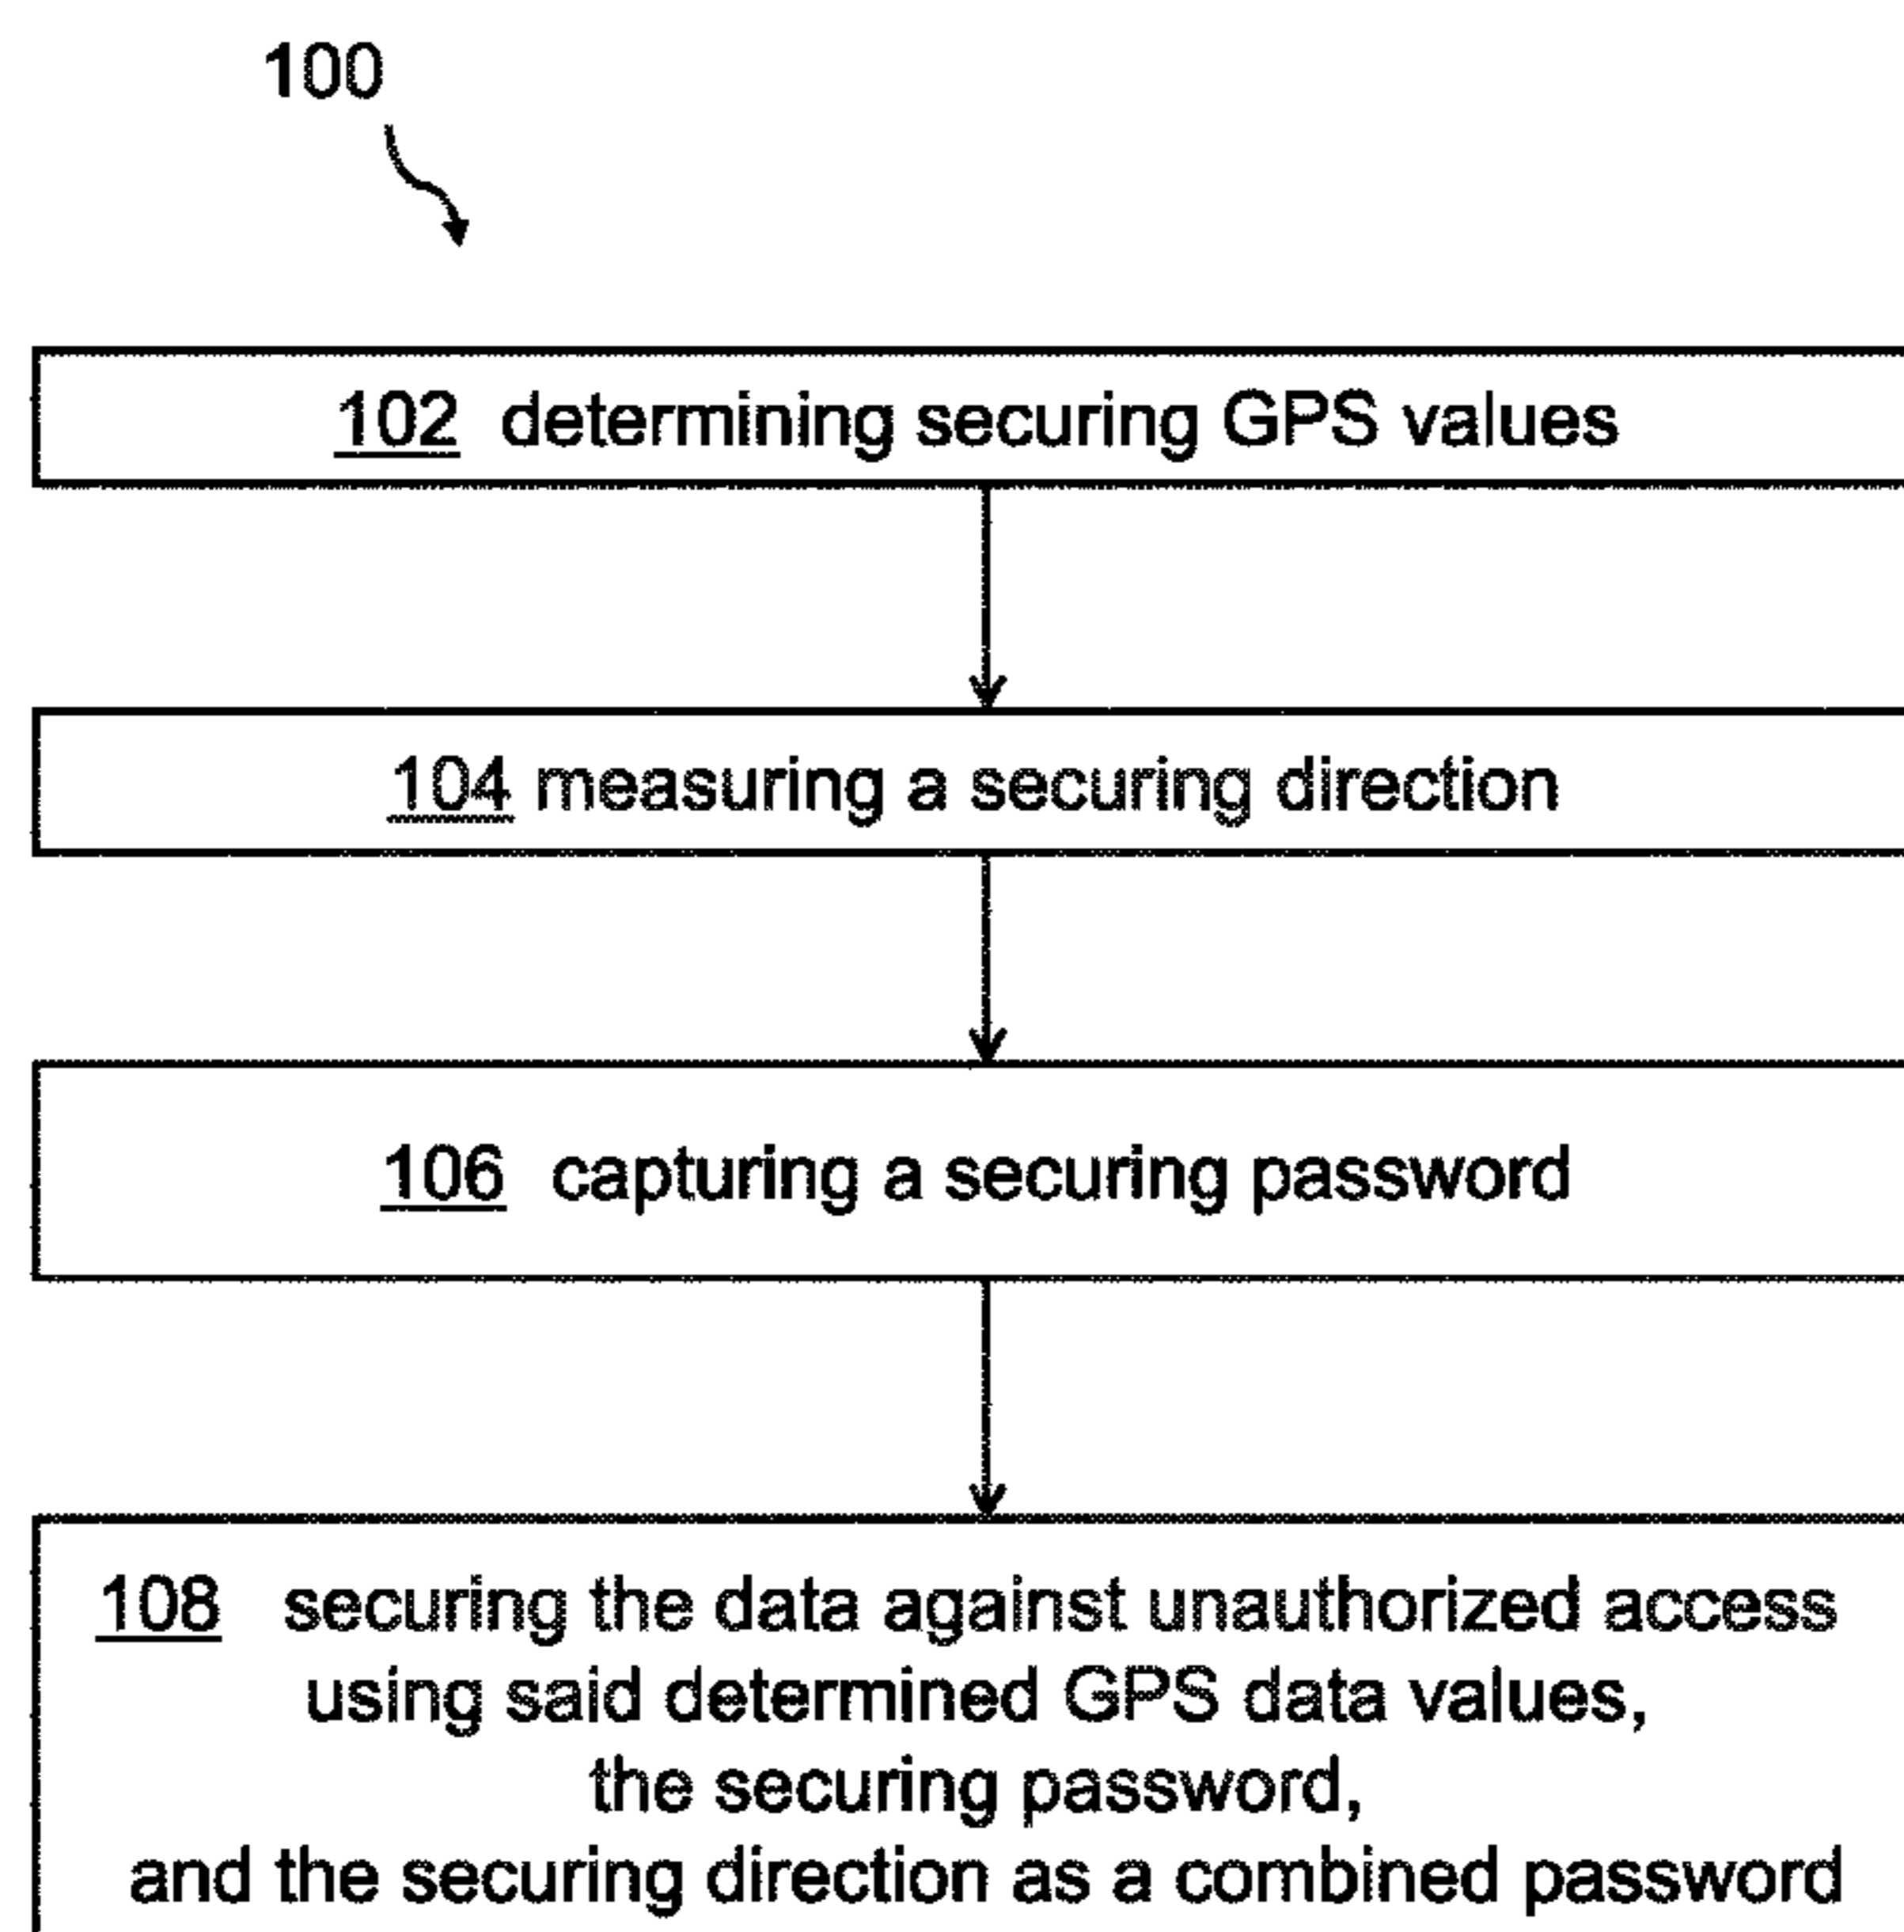 100
102 determining securing GPS values
104 measuring a securing direction
106 capturing a securing password
108 securing the data against unauthorized access
using said determined GPS data values,
the securing password,
and the securing direction as a combined password